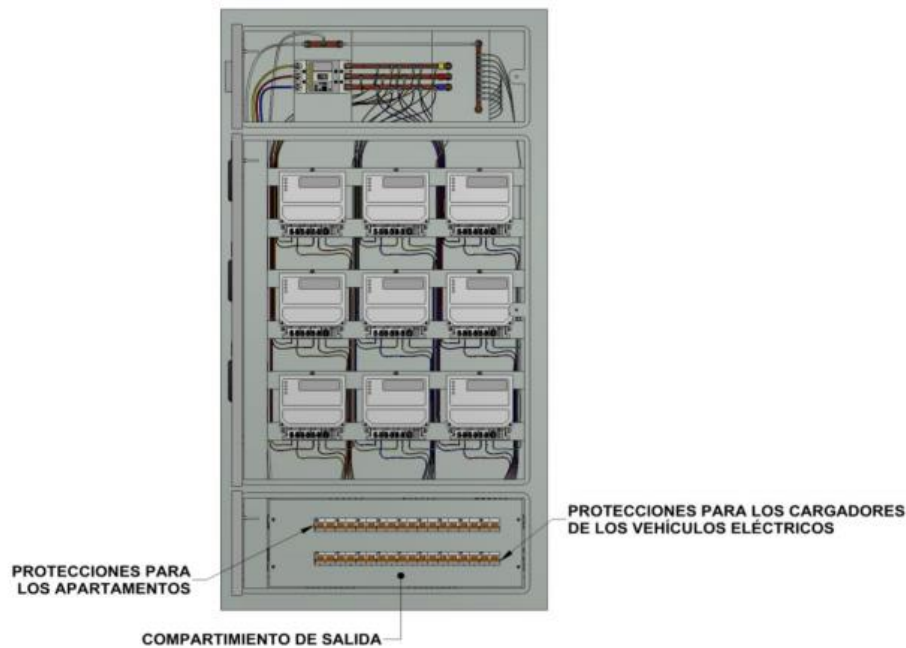 PROTECCIONES PARA LOS CARGADORES
DE LOS VEHÍCULOS ELÉCTRICOS
PROTECCIONES PARA
LOS APARTAMENTOS
COMPARTIMIENTO DE SALIDA